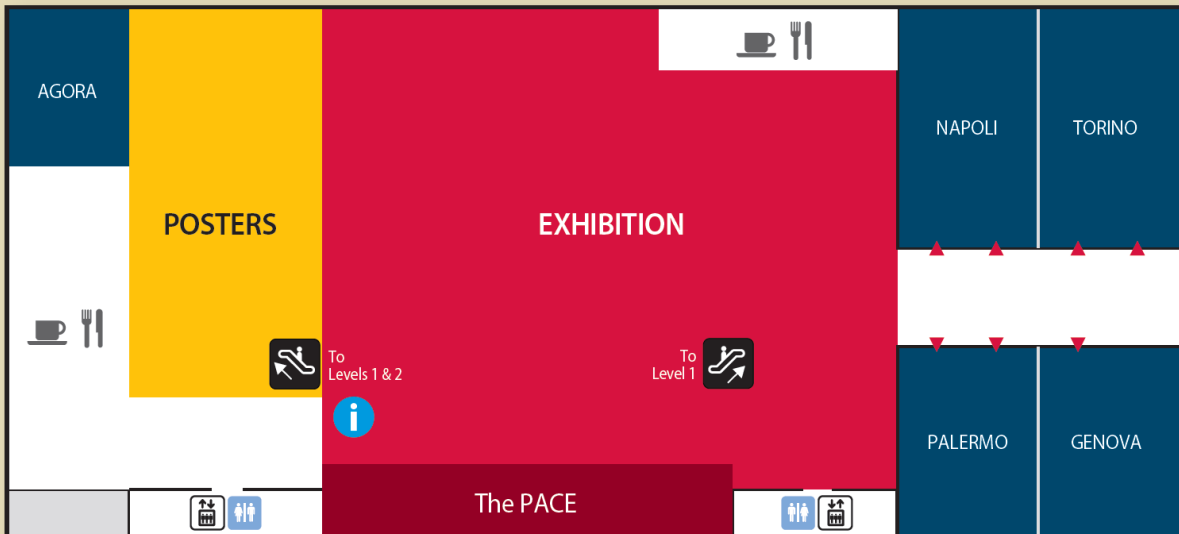 AGORA
NAPOLI
TORINO
POSTERS
EXHIBITION
To
Levels 1 & 2
To
Level 1
i
PALERMO
GENOVA
The PACE